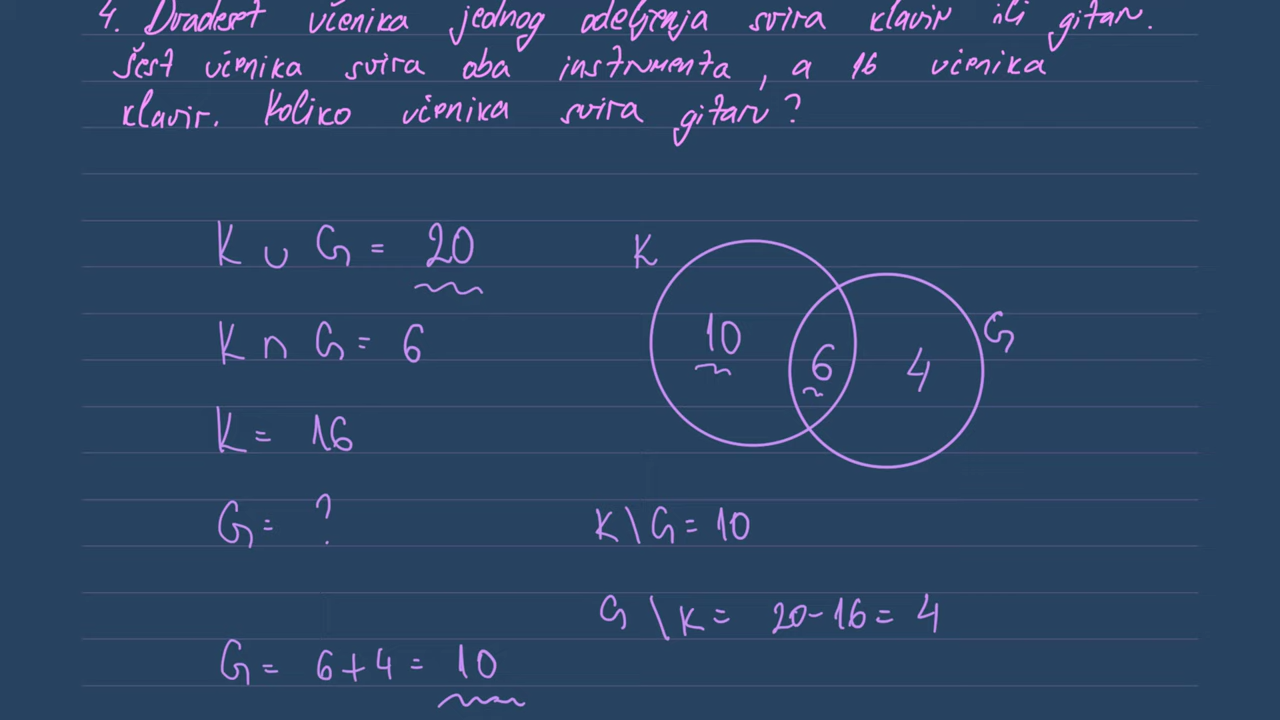 4. Dvadeset učenika jednog odeljenja svira klavir ili gitaru.
Šest učenika svira oba instrumenta, a 16 učenika
klavir. Koliko učenika svira gitaru?
K ∪ G = 20
K
10
6
4
G
K ∩ G = 6
K = 16
G = ?
K \ G = 10
G \ K = 20 - 16 = 4
G = 6 + 4 = 10